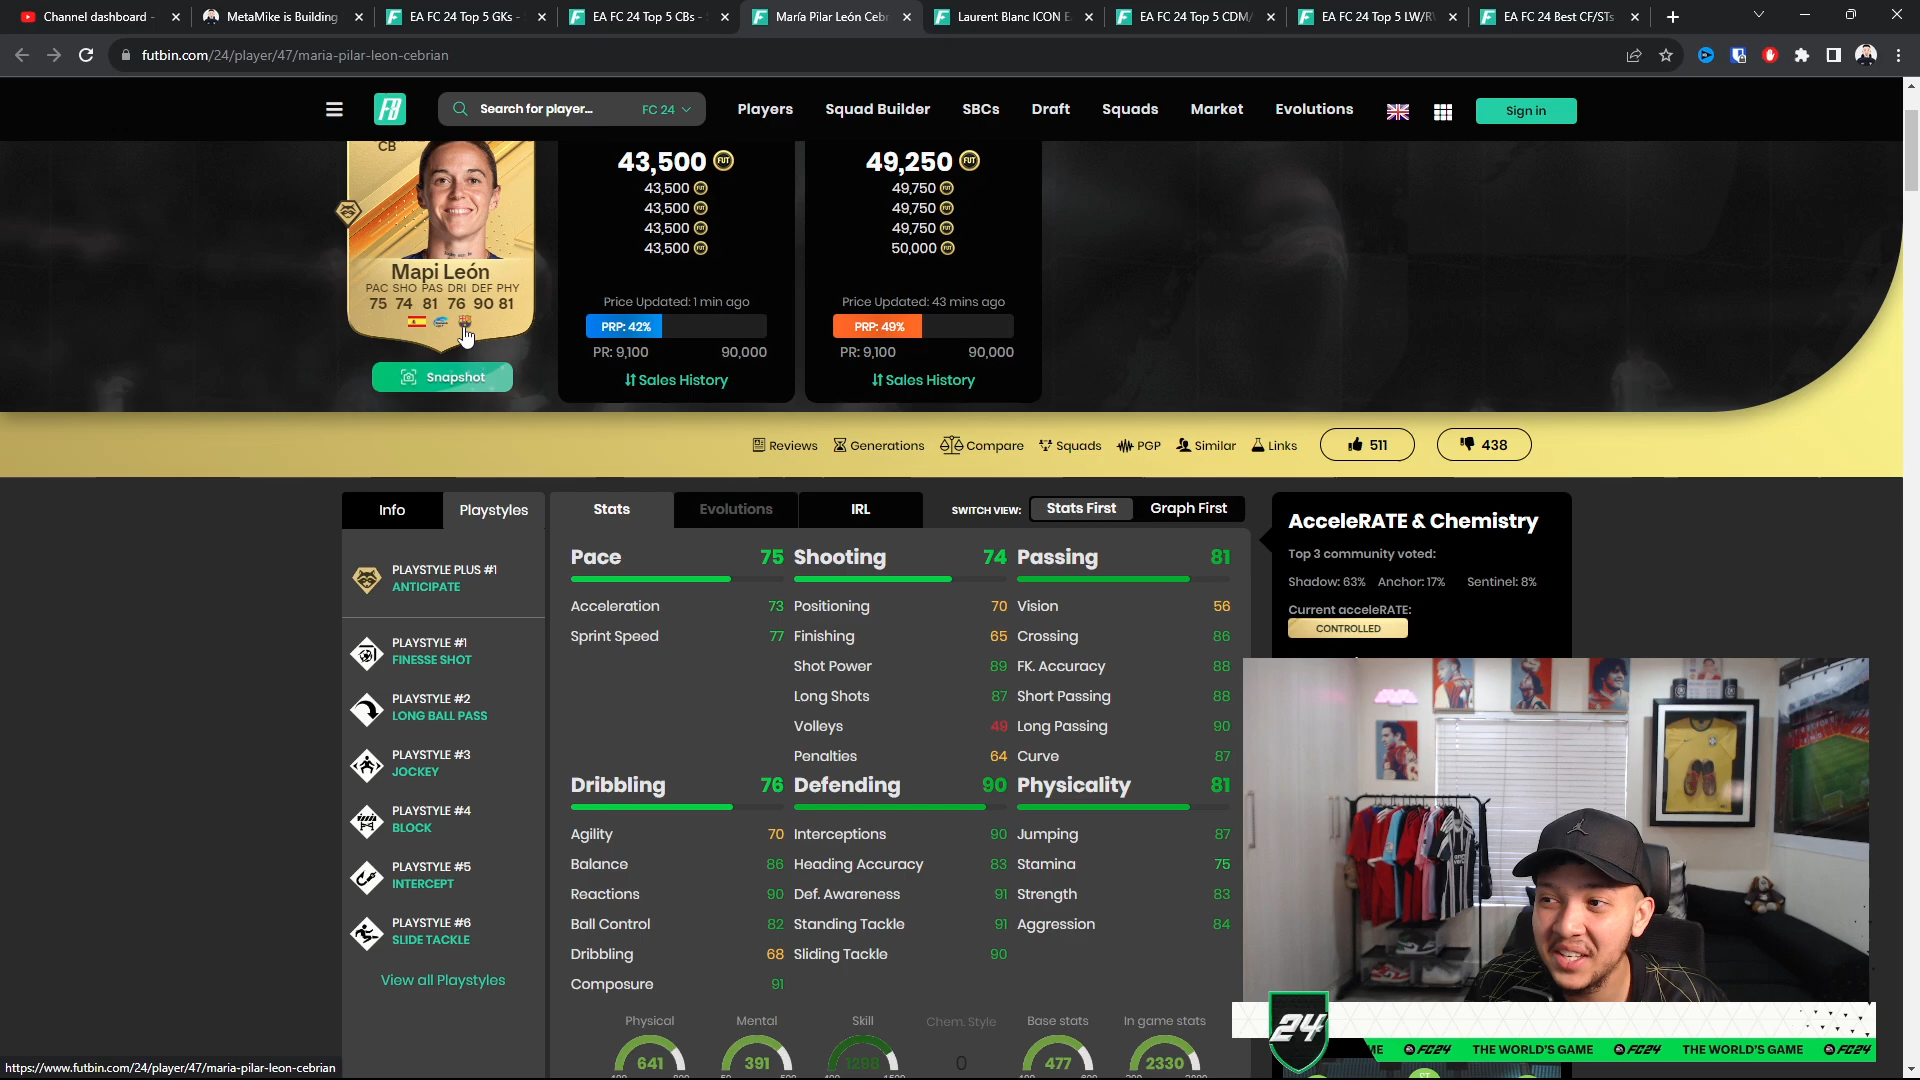 Channel dashboard -
MetaMike is Building
EA FC 24 Top 5 GKs -
EA FC 24 Top 5 CBs -
María Pilar León Cebr
Laurent Blanc ICON E
EA FC 24 Top 5 CDM/
EA FC 24 Top 5 LW/R
EA FC 24 Best CF/STs
futbin.com/24/player/47/maria-pilar-leon-cebrian
FB
Search for player...
FC 24
Players
Squad Builder
SBCs
Draft
Squads
Market
Evolutions
Sign in
CB
Mapi León
PAC SHO PAS DRI DEF PHY
75 74 81 76 90 81
Snapshot
43,500
43,500
43,500
43,500
43,500
Price Updated: 1 min ago
PRP: 42%
PR: 9,100 90,000
Sales History
49,250
49,750
49,750
49,750
50,000
Price Updated: 43 mins ago
PRP: 49%
PR: 9,100 90,000
Sales History
Reviews
Generations
Compare
Squads
PGP
Similar
Links
511
438
Info
Playstyles
PLAYSTYLE PLUS #1
ANTICIPATE
PLAYSTYLE #1
FINESSE SHOT
PLAYSTYLE #2
LONG BALL PASS
PLAYSTYLE #3
JOCKEY
PLAYSTYLE #4
BLOCK
PLAYSTYLE #5
INTERCEPT
PLAYSTYLE #6
SLIDE TACKLE
View all Playstyles
Stats
Evolutions
IRL
SWITCH VIEW:
Stats First
Graph First
Pace 75
Acceleration 73
Sprint Speed 77
Shooting 74
Positioning 70
Finishing 65
Shot Power 89
Long Shots 87
Volleys 49
Penalties 64
Passing 81
Vision 56
Crossing 86
FK. Accuracy 88
Short Passing 88
Long Passing 90
Curve 87
Dribbling 76
Agility 70
Balance 86
Reactions 90
Ball Control 82
Dribbling 68
Composure 91
Defending 90
Interceptions 90
Heading Accuracy 83
Def. Awareness 91
Standing Tackle 91
Sliding Tackle 90
Physicality 81
Jumping 87
Stamina 75
Strength 83
Aggression 84
Physical
641
Mental
391
Skill
1288
Chem. Style
0
Base stats
477
In game stats
2330
AcceleRATE & Chemistry
Top 3 community voted:
Shadow: 63% Anchor: 17% Sentinel: 8%
Current acceleRATE:
CONTROLLED
24
ME FC24 THE WORLD'S GAME FC24 THE WORLD'S GAME FC24
ST
https://www.futbin.com/24/player/47/maria-pilar-leon-cebrian